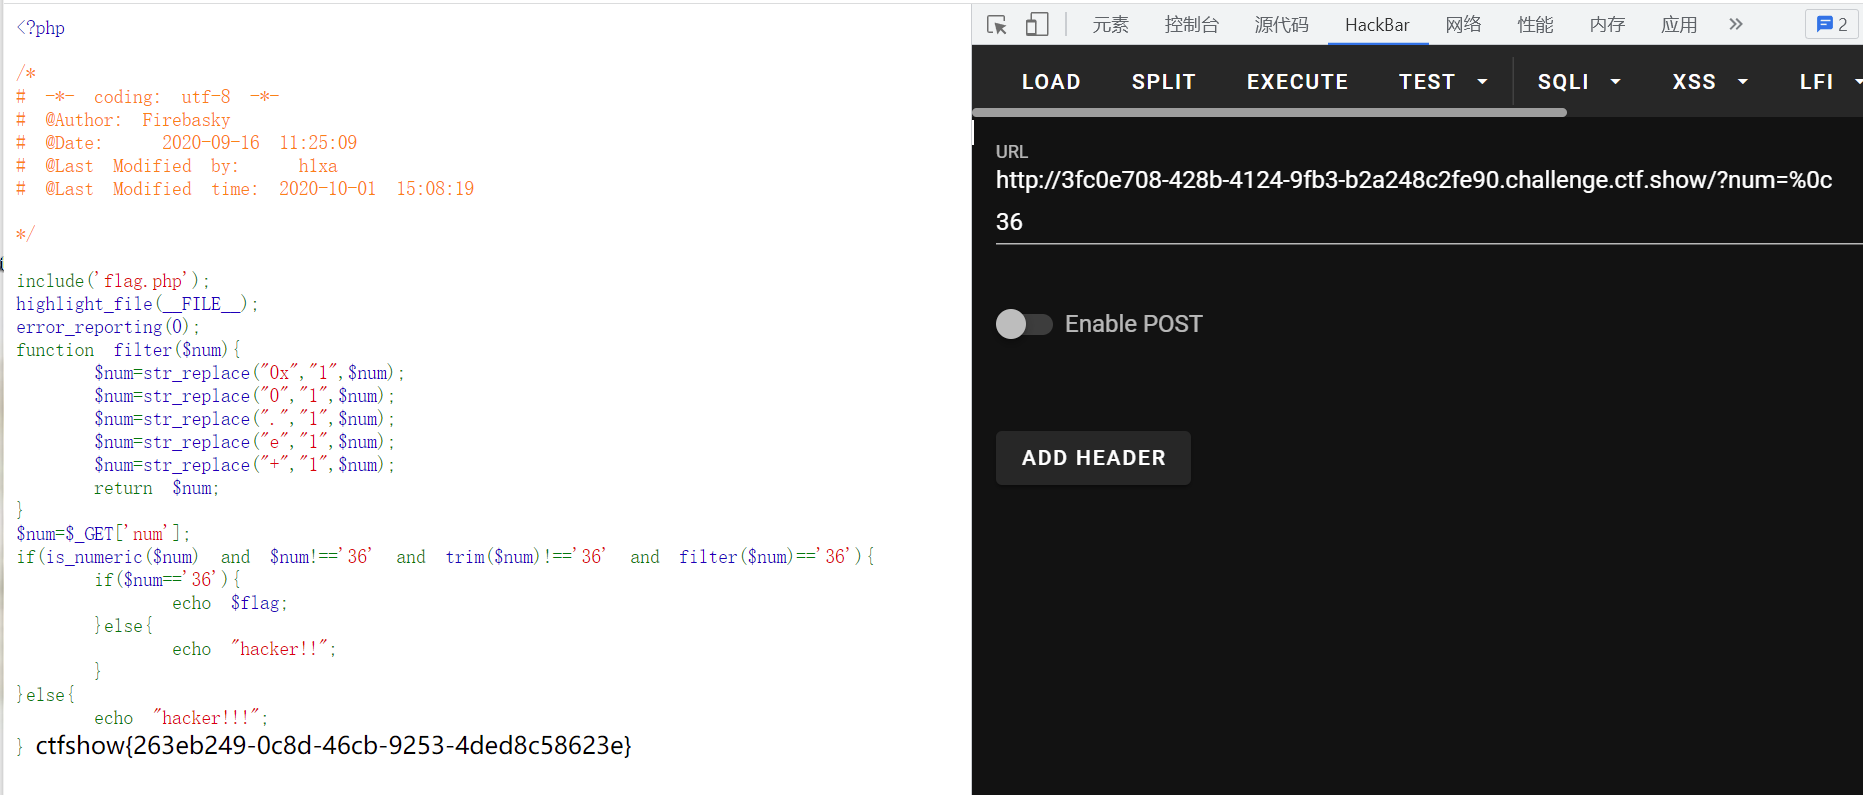 <?php
/*
# -*- coding: utf-8 -*-
# @Author: Firebasky
# @Date: 2020-09-16 11:25:09
# @Last Modified by: hlxa
# @Last Modified time: 2020-10-01 15:08:19
*/
include('flag.php');
highlight_file(__FILE__);
error_reporting(0);
function filter($num){
$num=str_replace("0x","1",$num);
$num=str_replace("0","1",$num);
$num=str_replace(".","1",$num);
$num=str_replace("e","1",$num);
$num=str_replace("+","1",$num);
return $num;
}
$num=$_GET['num'];
if(is_numeric($num) and $num!=='36' and trim($num)!=='36' and filter($num)=='36'){
if($num=='36'){
echo $flag;
}else{
echo "hacker!!";
}
}else{
echo "hacker!!!";
} ctfshow{263eb249-0c8d-46cb-9253-4ded8c58623e}
元素 控制台 源代码 HackBar 网络 性能 内存 应用 » 2
LOAD SPLIT EXECUTE TEST SQLI XSS LFI
URL
http://3fc0e708-428b-4124-9fb3-b2a248c2fe90.challenge.ctf.show/?num=%0c
36
Enable POST
ADD HEADER